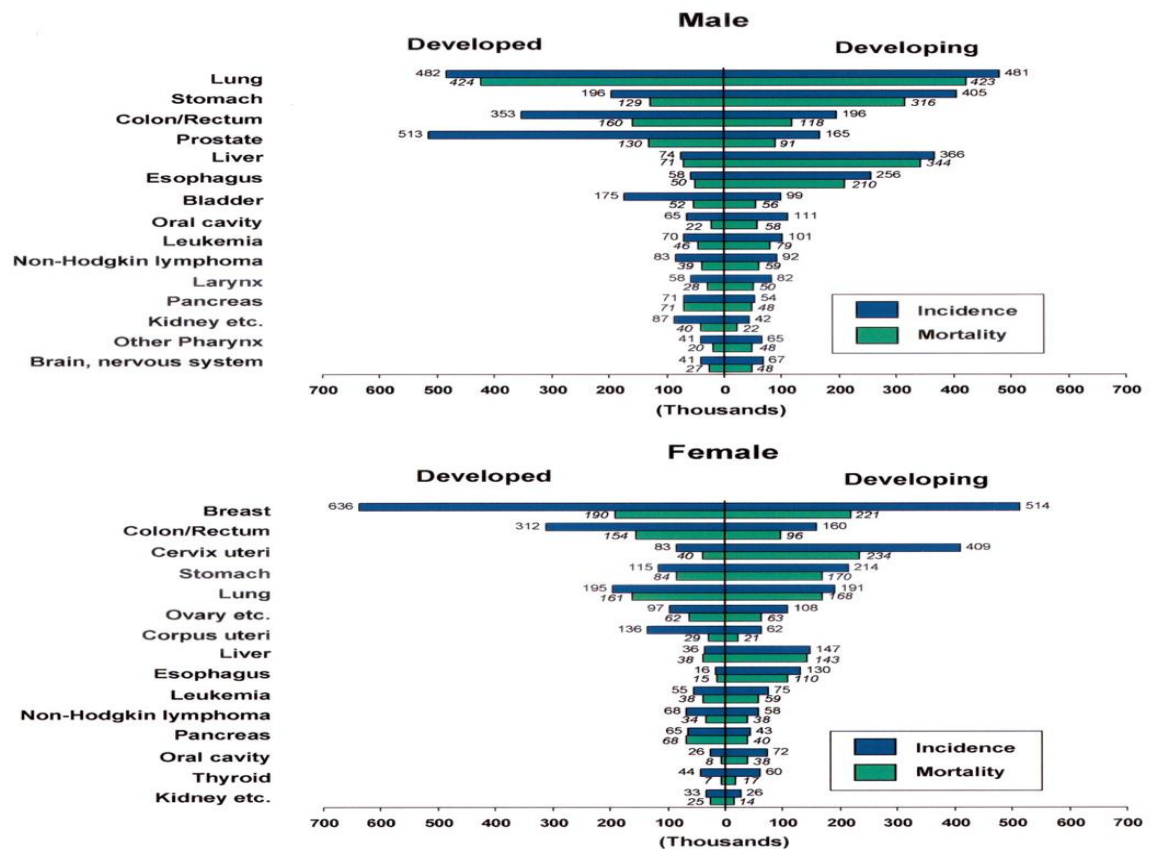 Male
Developed Developing
Lung 482 424 423 481
Stomach 196 129 316 405
Colon/Rectum 353 160 118 196
Prostate 513 130 91 165
Liver 74 71 344 366
Esophagus 58 50 210 256
Bladder 175 52 56 99
Oral cavity 65 22 58 111
Leukemia 70 46 79 101
Non-Hodgkin lymphoma 83 39 59 92
Larynx 58 28 50 82
Pancreas 71 71 48 54
Kidney etc. 87 40 22 42
Other Pharynx 41 20 48 65
Brain, nervous system 41 27 48 67
Incidence
Mortality
700 600 500 400 300 200 100 0 100 200 300 400 500 600 700
(Thousands)
Female
Developed Developing
Breast 636 190 221 514
Colon/Rectum 312 154 96 160
Cervix uteri 83 40 234 409
Stomach 115 84 170 214
Lung 195 161 168 191
Ovary etc. 97 62 63 108
Corpus uteri 136 29 21 62
Liver 36 38 143 147
Esophagus 16 15 110 130
Leukemia 55 38 59 75
Non-Hodgkin lymphoma 68 34 38 58
Pancreas 65 68 40 43
Oral cavity 26 8 38 72
Thyroid 44 7 17 60
Kidney etc. 33 25 14 26
Incidence
Mortality
700 600 500 400 300 200 100 0 100 200 300 400 500 600 700
(Thousands)